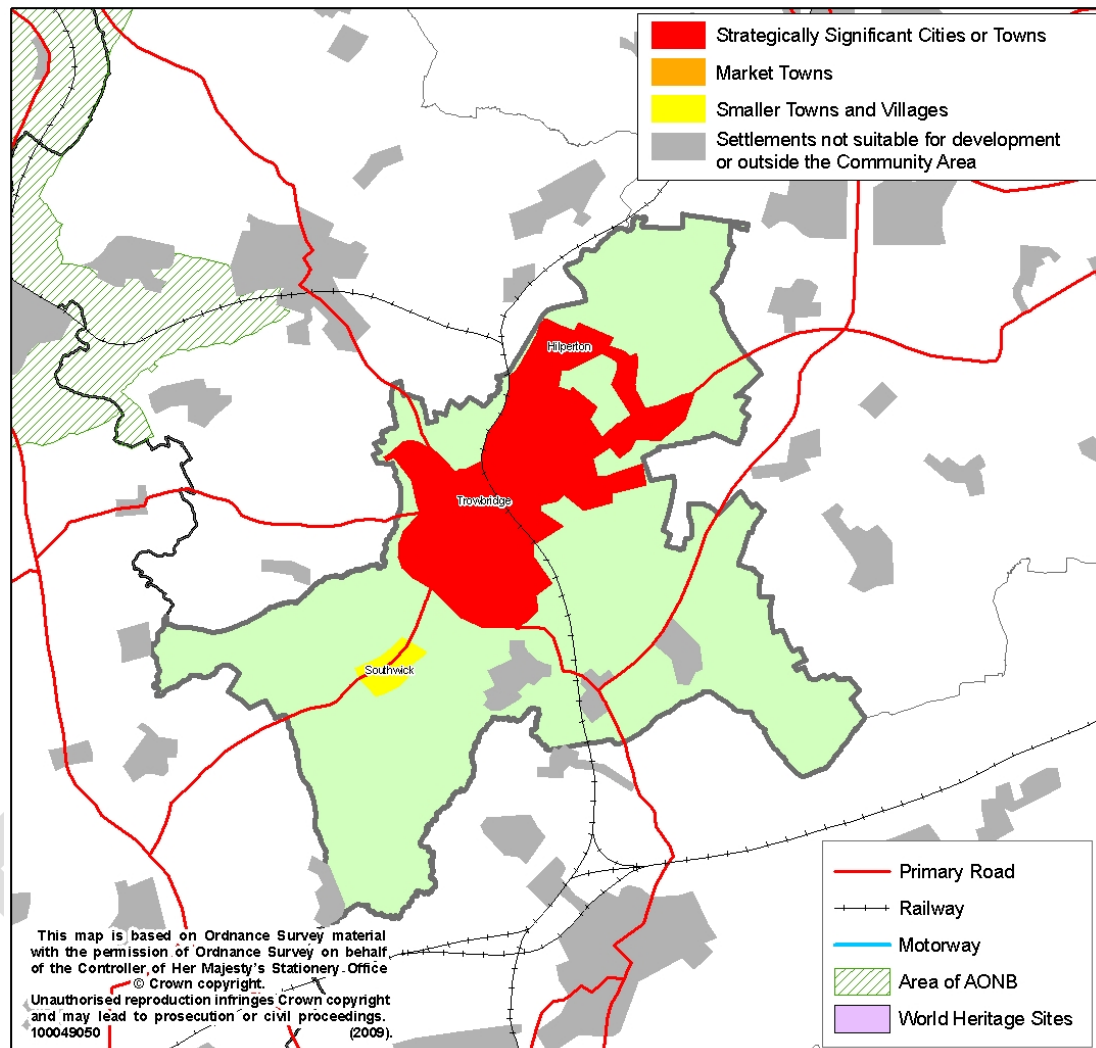 Strategically Significant Cities or Towns
Market Towns
Smaller Towns and Villages
Settlements not suitable for development
or outside the Community Area
Hilperton
Trowbridge
Southwick
Primary Road
Railway
Motorway
Area of AONB
World Heritage Sites
This map is based on Ordnance Survey material
with the permission of Ordnance Survey on behalf
of the Controller of Her Majesty's Stationery Office
© Crown copyright.
Unauthorised reproduction infringes Crown copyright
and may lead to prosecution or civil proceedings.
100049050 (2009).